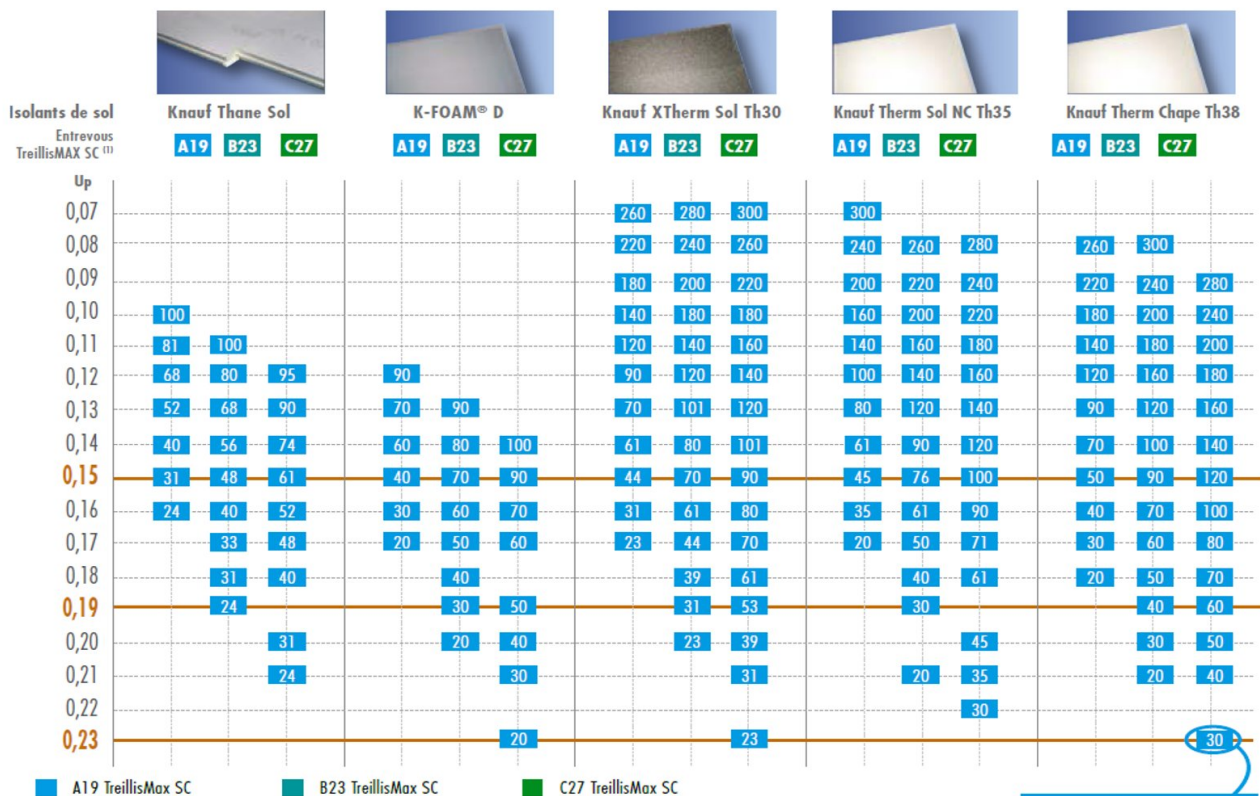 Isolants de sol Knauf Thane Sol K-FOAM® D Knauf XTherm Sol Th30 Knauf Therm Sol NC Th35 Knauf Therm Chape Th38
Entrevous
TreillisMAX SC (1) A19 B23 C27 A19 B23 C27 A19 B23 C27 A19 B23 C27 A19 B23 C27
Up
0,07 260 280 300 300
0,08 220 240 260 240 260 280 260 300
0,09 180 200 220 200 220 240 220 240 280
0,10 100 140 180 180 160 200 220 180 200 240
0,11 81 100 120 140 160 140 160 180 140 180 200
0,12 68 80 95 90 90 120 140 100 140 160 120 160 180
0,13 52 68 90 70 90 70 101 120 80 120 140 90 120 160
0,14 40 56 74 60 80 100 61 80 101 61 90 120 70 100 140
0,15 31 48 61 40 70 90 44 70 90 45 76 100 50 90 120
0,16 24 40 52 30 60 70 31 61 80 35 61 90 40 70 100
0,17 33 48 20 50 60 23 44 70 20 50 71 30 60 80
0,18 31 40 40 39 61 40 61 20 50 70
0,19 24 30 50 31 53 30 40 60
0,20 31 20 40 23 39 45 30 50
0,21 24 30 31 20 35 20 40
0,22 30
0,23 20 23 30
A19 TreillisMax SC B23 TreillisMax SC C27 TreillisMax SC